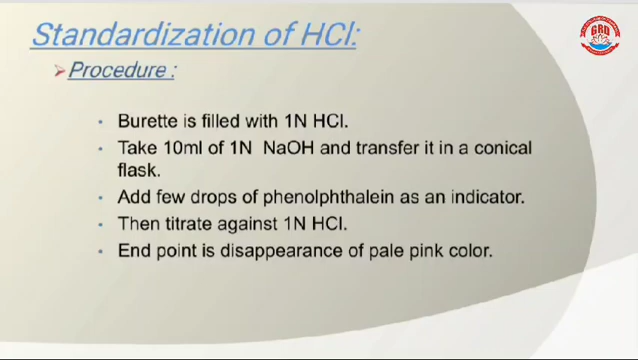 Standardization of HCl:
➢Procedure :
• Burette is filled with 1N HCl.
• Take 10ml of 1N NaOH and transfer it in a conical
flask.
• Add few drops of phenolphthalein as an indicator.
• Then titrate against 1N HCl.
• End point is disappearance of pale pink color.
GRD